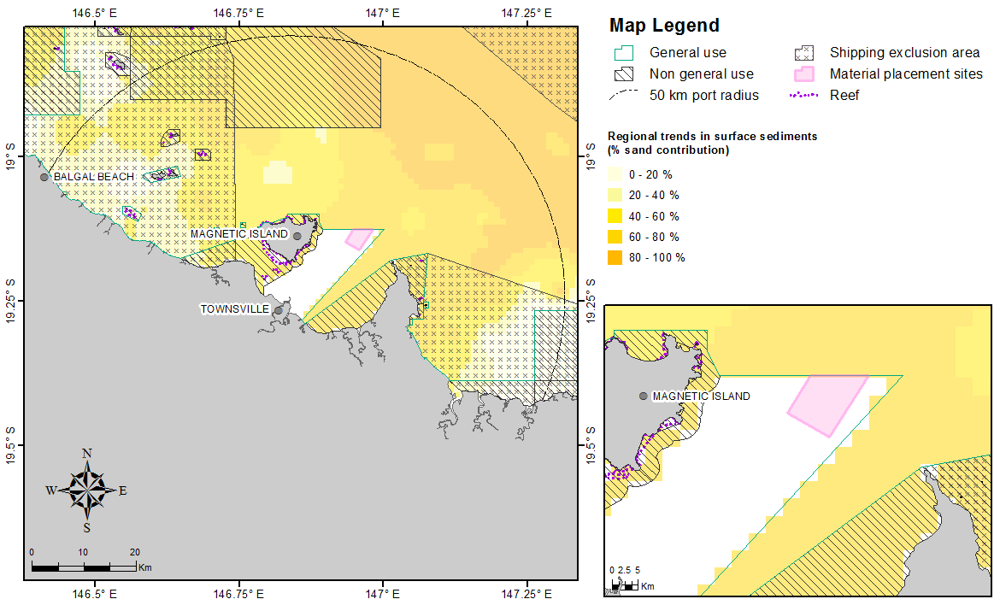 146.5° E 146.75° E 147° E 147.25° E
19° S
19.25° S
19.5° S
BALGAL BEACH
MAGNETIC ISLAND
TOWNSVILLE
N
W E
S
0 10 20
Km
146.5° E 146.75° E 147° E 147.25° E
19° S
19.25° S
19.5° S
Map Legend
General use
Non general use
50 km port radius
Shipping exclusion area
Material placement sites
Reef
Regional trends in surface sediments
(% sand contribution)
0 - 20 %
20 - 40 %
40 - 60 %
60 - 80 %
80 - 100 %
MAGNETIC ISLAND
0 2.5 5
Km